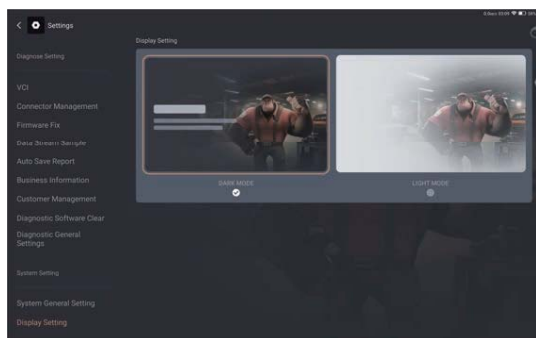 Settings
Display Setting
Diagnose Setting
VCI
Connector Management
Firmware Fix
Data Stream Sample
Auto Save Report
Business Information
Customer Management
Diagnostic Software Clear
Diagnostic General
Settings
System Setting
System General Setting
Display Setting
DARK MODE
LIGHT MODE